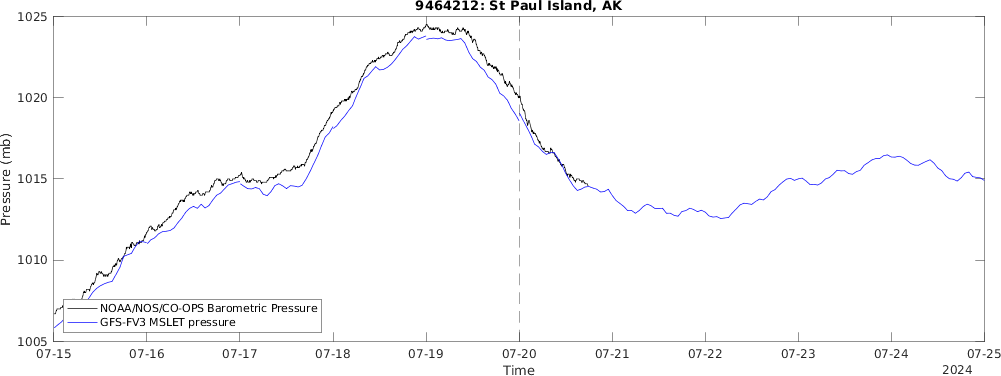 9464212: St Paul Island, AK
Pressure (mb)
1025
1020
1015
1010
1005
NOAA/NOS/CO-OPS Barometric Pressure
GFS-FV3 MSLET pressure
07-15 07-16 07-17 07-18 07-19 07-20 07-21 07-22 07-23 07-24 07-25
Time
2024